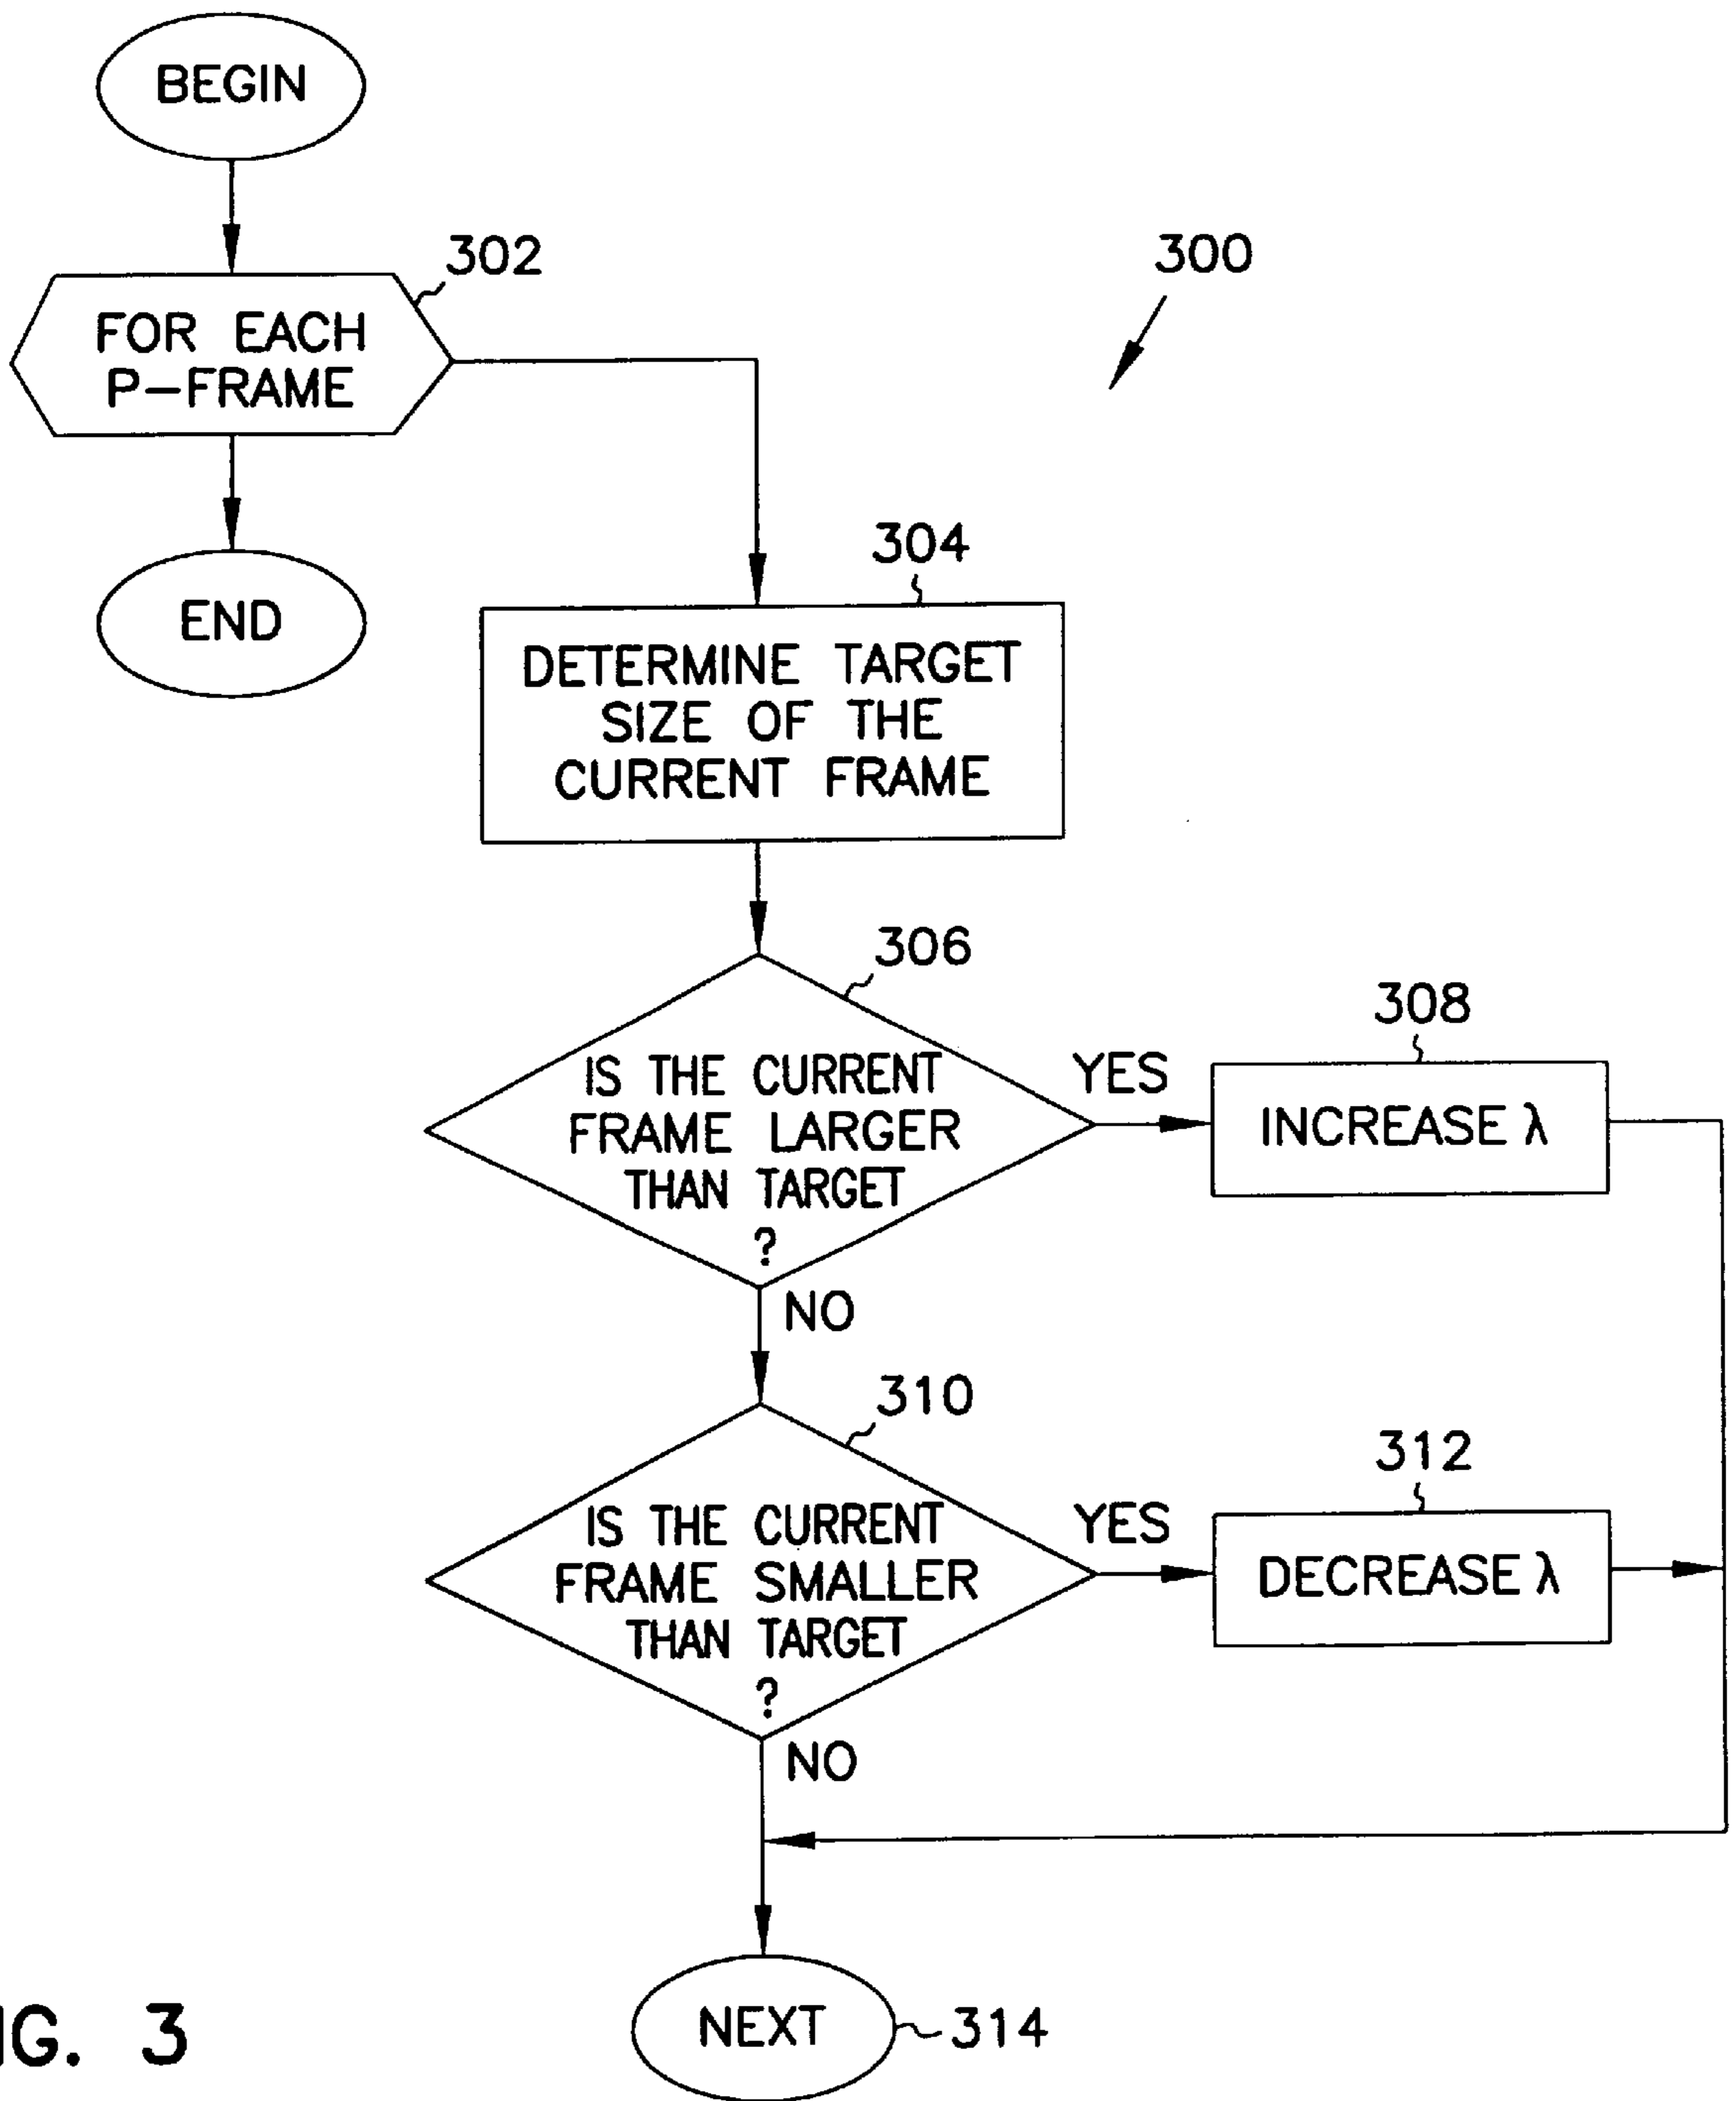 BEGIN
302
300
FOR EACH
P-FRAME
END
304
DETERMINE TARGET
SIZE OF THE
CURRENT FRAME
306
IS THE CURRENT
FRAME LARGER
THAN TARGET
?
YES
308
INCREASE λ
NO
310
IS THE CURRENT
FRAME SMALLER
THAN TARGET
?
YES
312
DECREASE λ
NO
NEXT
314
IG. 3